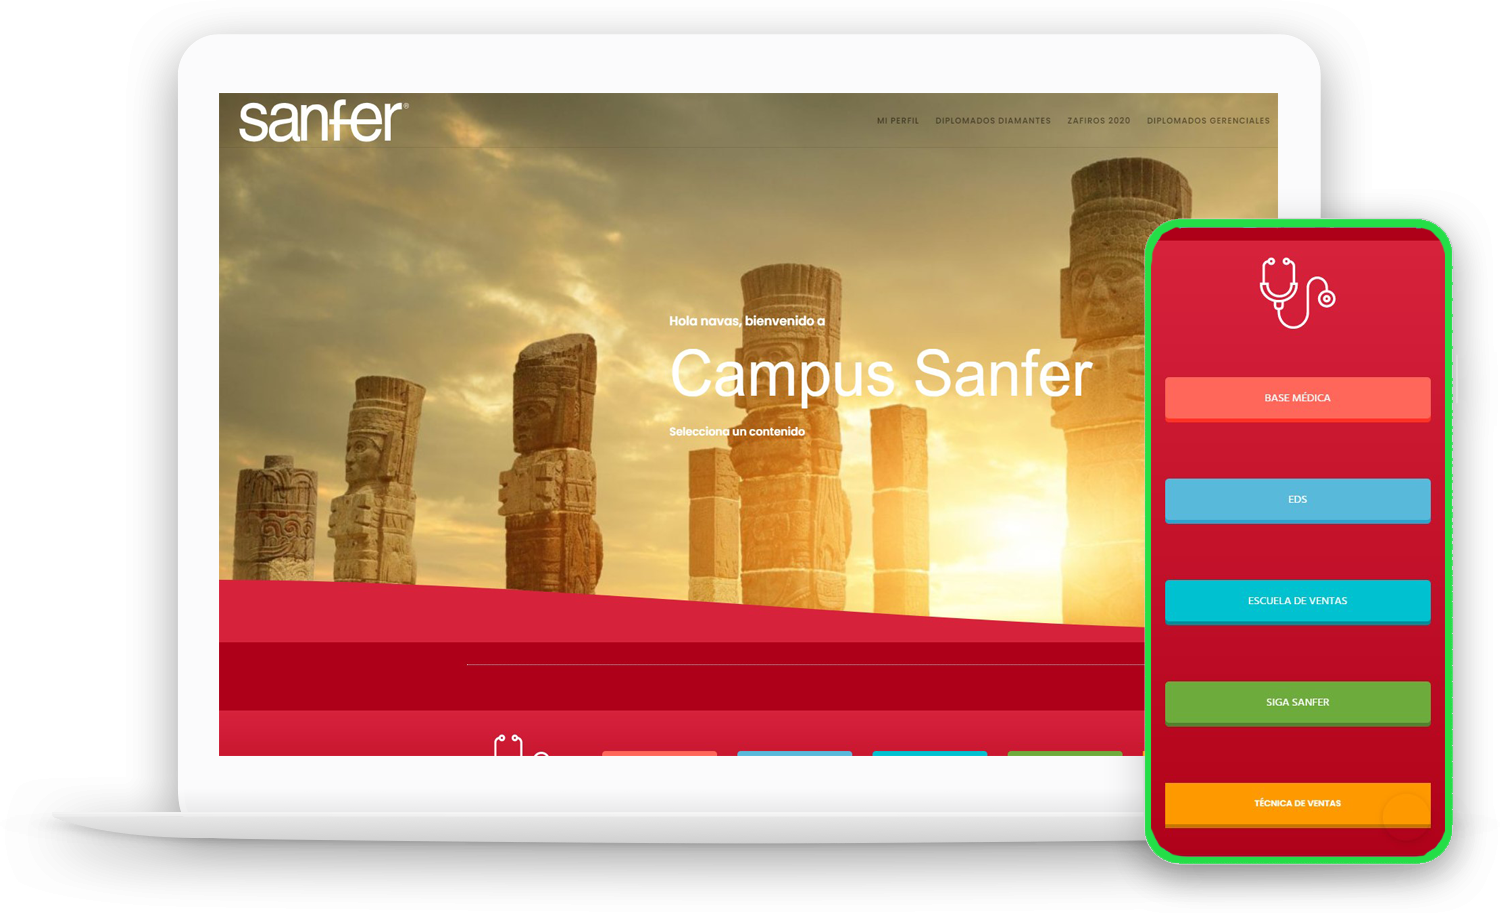 sanfer®
MI PERFIL DIPLOMADOS DIAMANTES ZAFIROS 2020 DIPLOMADOS GERENCIALES
Hola navas, bienvenido a
Campus Sanfer
Selecciona un contenido
BASE MÉDICA
EDS
ESCUELA DE VENTAS
SIGA SANFER
TÉCNICA DE VENTAS